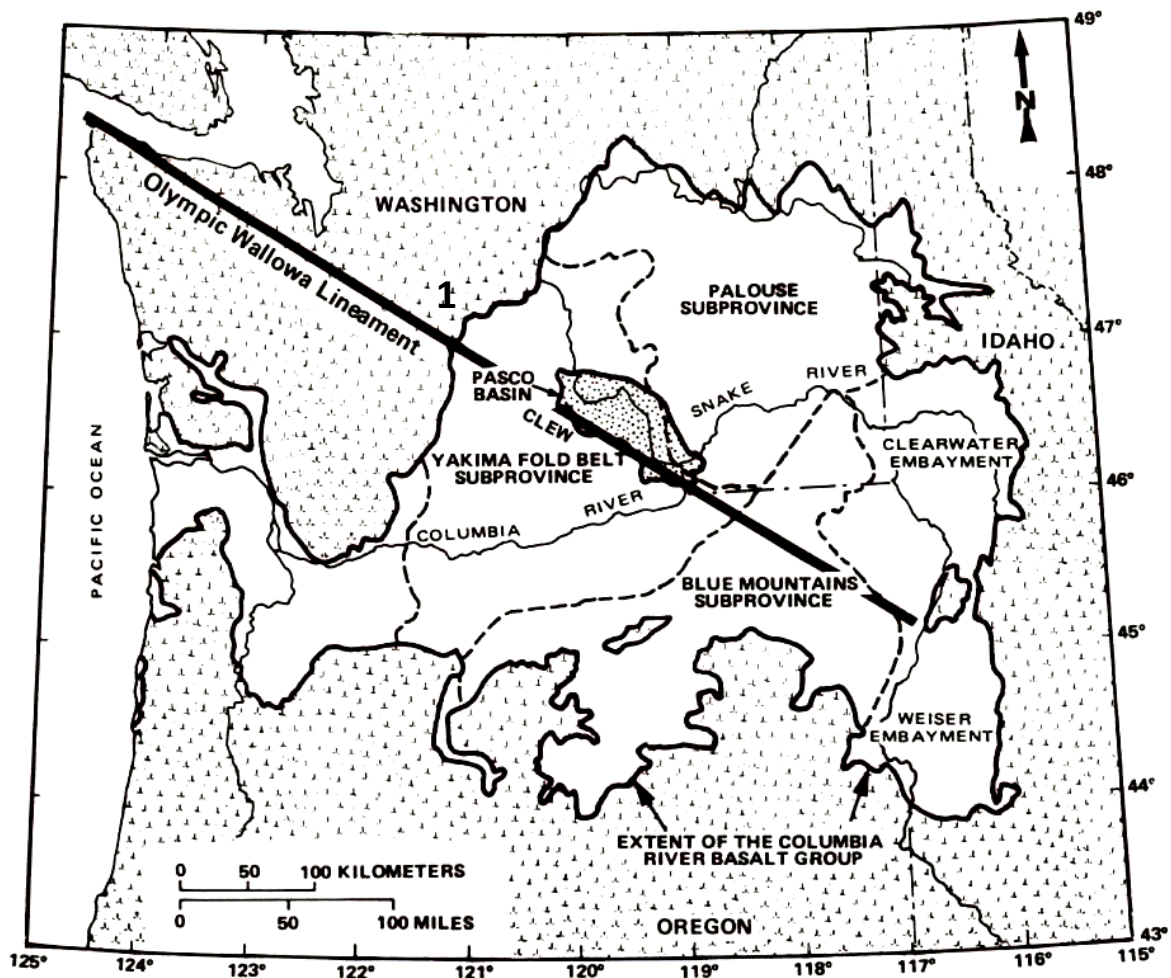 49°
N
48°
WASHINGTON
Olympic Wallowa Lineament
1
PALOUSE
SUBPROVINCE
47°
IDAHO
PASCO
BASIN
SNAKE
RIVER
CLEW
CLEARWATER
EMBAYMENT
YAKIMA FOLD BELT
SUBPROVINCE
46°
PACIFIC OCEAN
COLUMBIA
RIVER
BLUE MOUNTAINS
SUBPROVINCE
45°
WEISER
EMBAYMENT
44°
EXTENT OF THE COLUMBIA
RIVER BASALT GROUP
0 50 100 KILOMETERS
0 50 100 MILES
OREGON
43°
125° 124° 123° 122° 121° 120° 119° 118° 117° 116° 115°